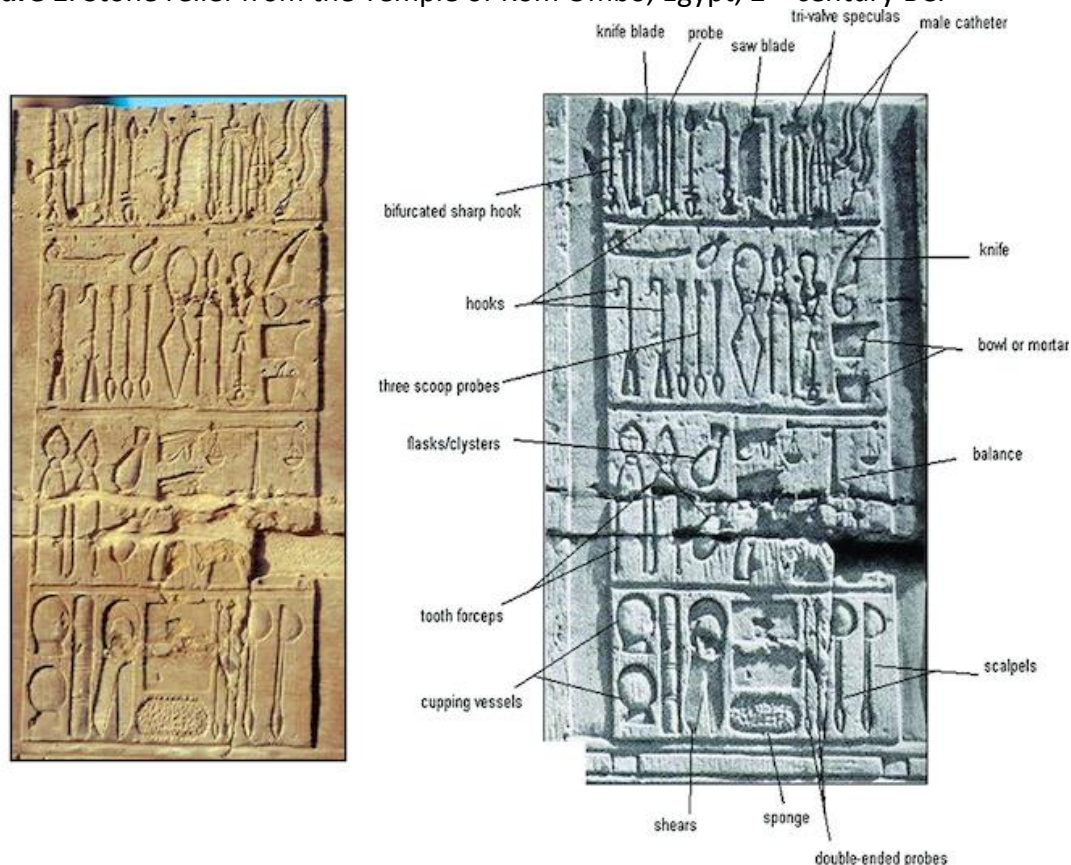 Stone relief from the Temple of Kom Ombo, Egypt, 2 century BC.
tri-valve speculas
knife blade
probe
saw blade
male catheter
bifurcated sharp hook
knife
hooks
bowl or mortar
three scoop probes
flasks/clysters
balance
tooth forceps
scalpels
cupping vessels
shears
sponge
double-ended probes